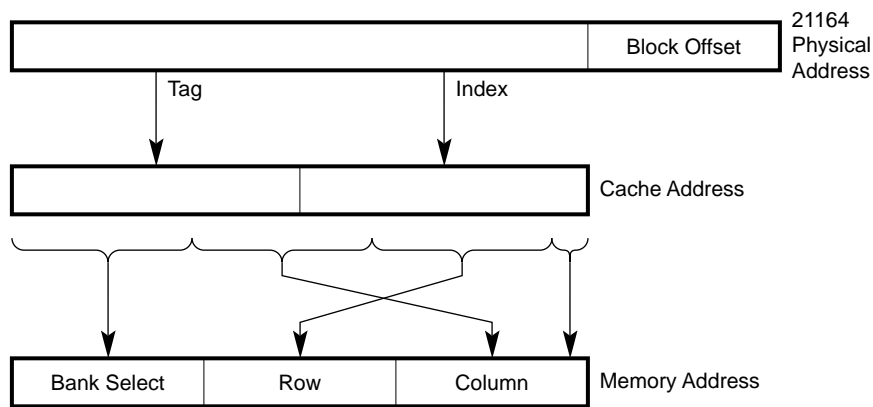 21164
Physical
Address
Block Offset
Tag
Index
Cache Address
Bank Select
Row
Column
Memory Address